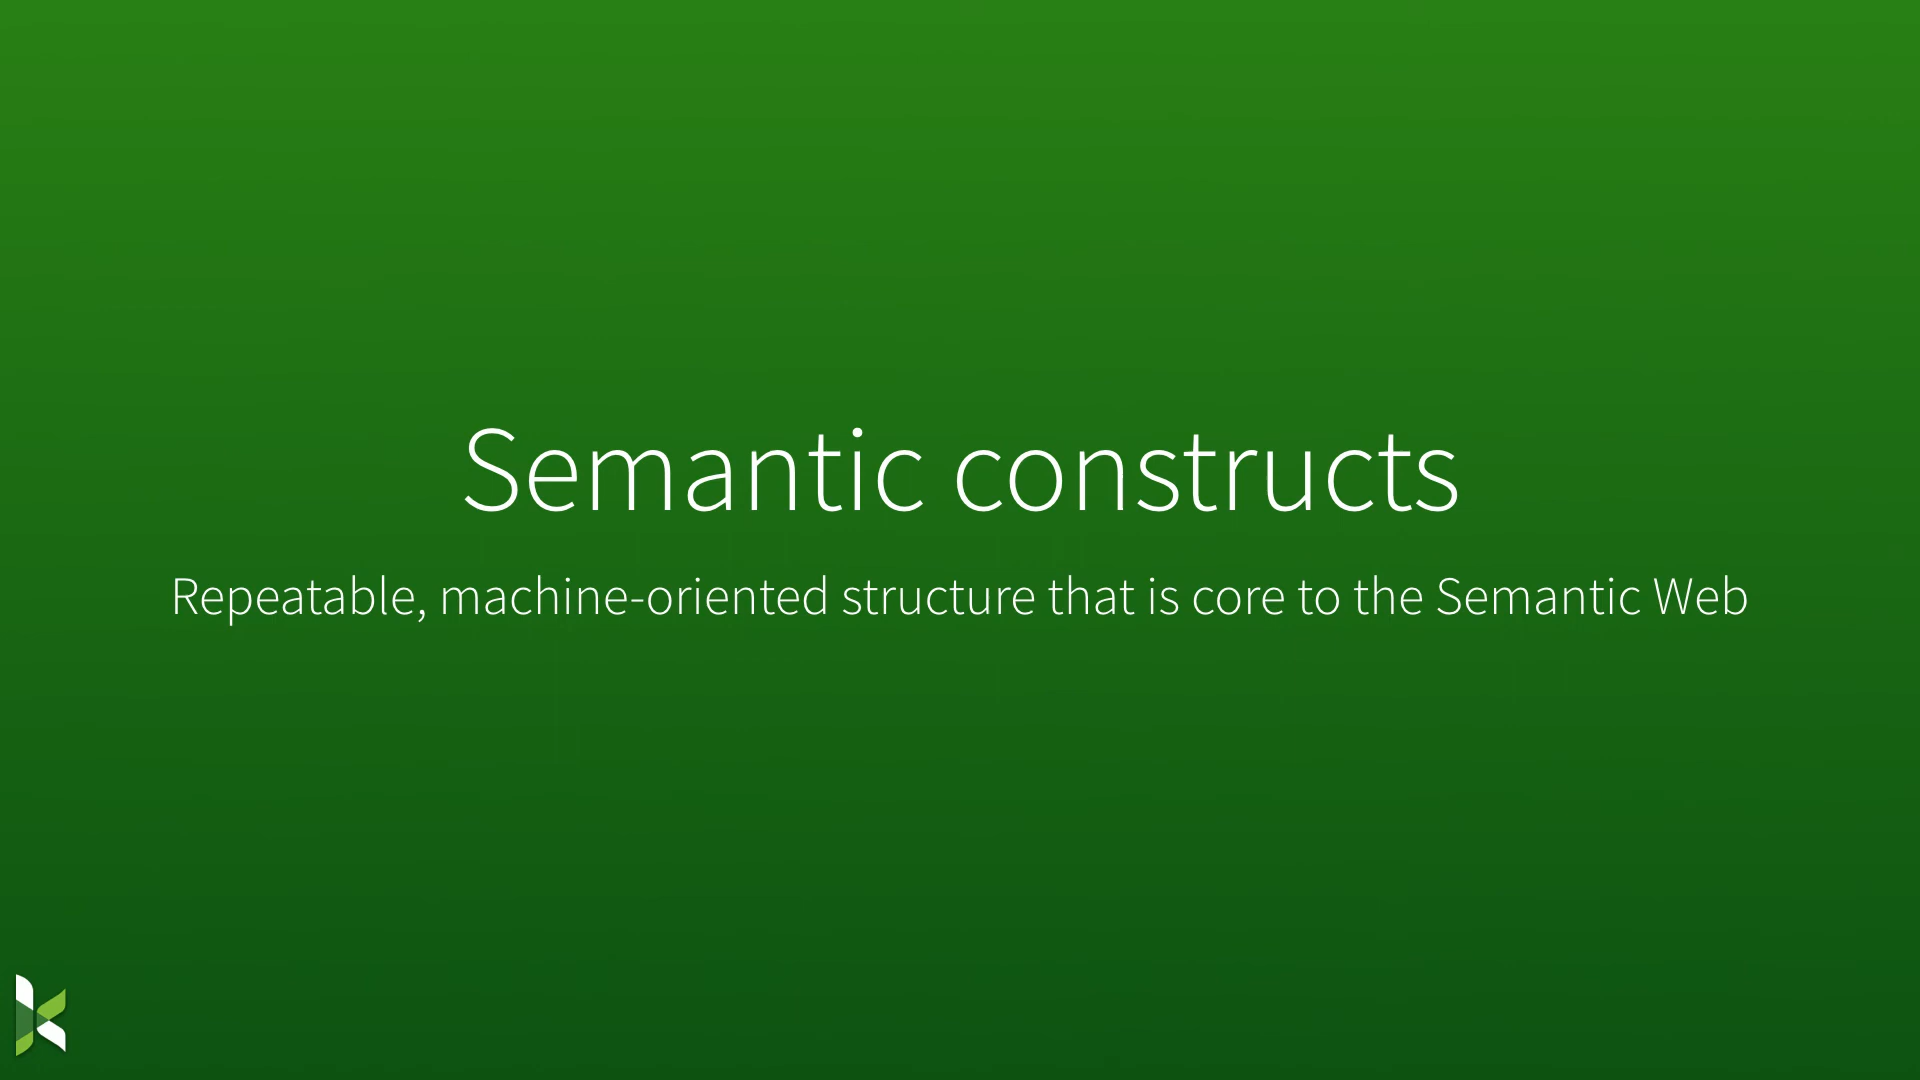 Semantic constructs
Repeatable, machine-oriented structure that is core to the Semantic Web